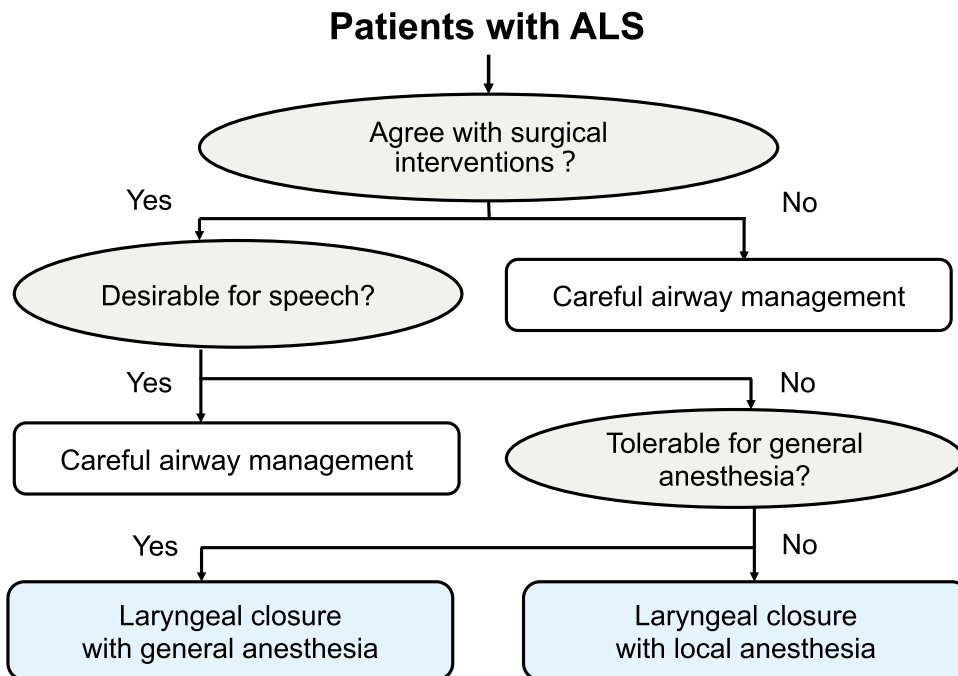 Patients with ALS
Agree with surgical
interventions ?
Yes
No
Desirable for speech?
Careful airway management
Yes
No
Careful airway management
Tolerable for general
anesthesia?
Yes
No
Laryngeal closure
with general anesthesia
Laryngeal closure
with local anesthesia